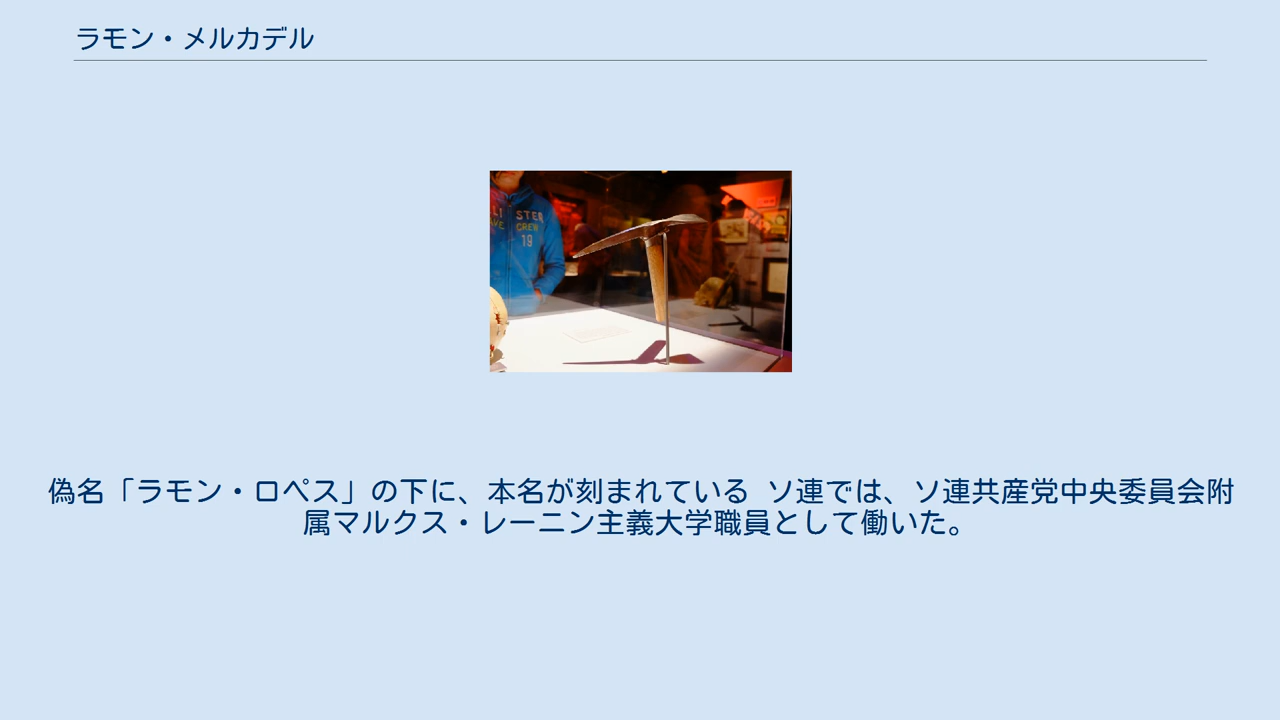 ラモン・メルカデル
STER
CREW
19
偽名「ラモン・ロペス」の下に、本名が刻まれている ソ連では、ソ連共産党中央委員会附
属マルクス・レーニン主義大学職員として働いた。